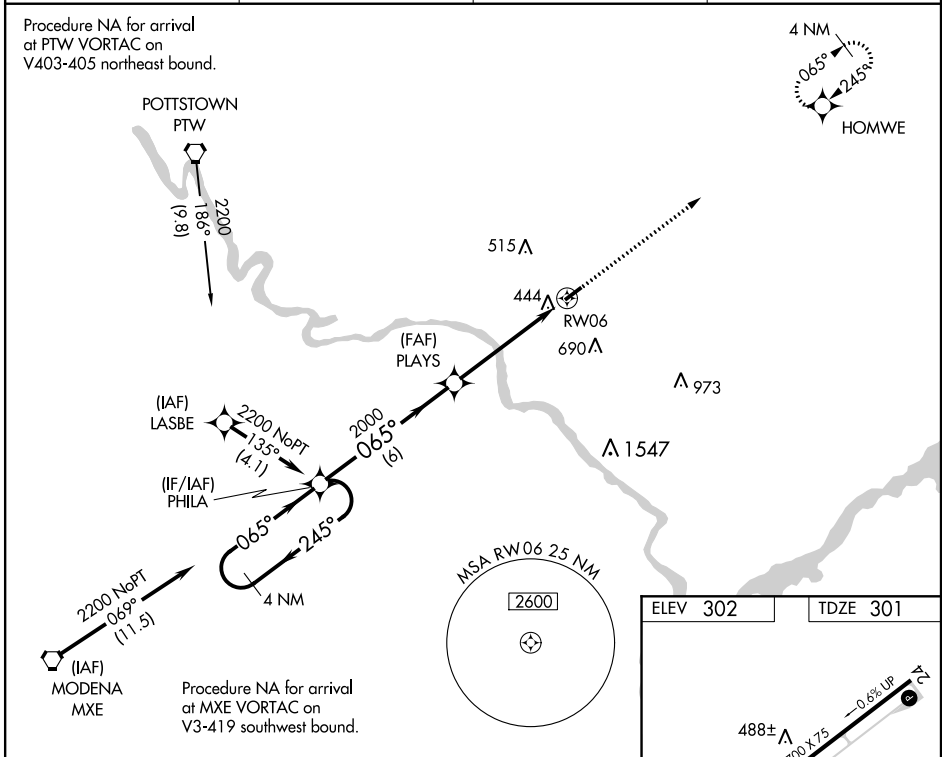 Procedure NA for arrival
at PTW VORTAC on
V403-405 northeast bound.
4 NM
065°
245°
HOMWE
POTTSTOWN
PTW
2200
186°
(9.8)
515
444
RW06
690
973
1547
(FAF)
PLAYS
(IAF)
LASBE
2200 NoPT
135°
(4.1)
2000
065°
(6)
(IF/IAF)
PHILA
065°
245°
4 NM
2200 NoPT
069°
(11.5)
(IAF)
MODENA
MXE
Procedure NA for arrival
at MXE VORTAC on
V3-419 southwest bound.
MSA RW06 25 NM
2600
ELEV 302
TDZE 301
24
0.6% UP
P
488±
700 X 75